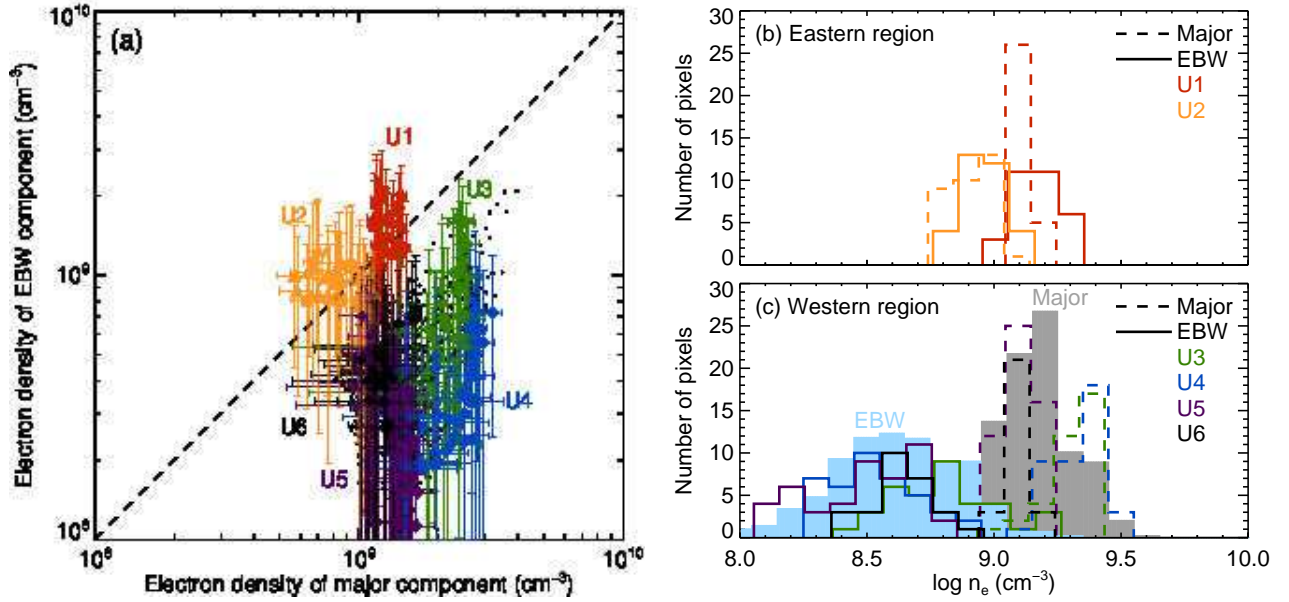 (a)
10¹⁰
10⁹
10⁸
Electron density of EBW component (cm⁻³)
U1
U2
U3
U4
U5
U6
10⁸ 10⁹ 10¹⁰
Electron density of major component (cm⁻³)
(b) Eastern region
Major
EBW
U1
U2
30
25
20
15
10
5
0
Number of pixels
(c) Western region
Major
EBW
Major
EBW
U3
U4
U5
U6
30
25
20
15
10
5
0
Number of pixels
8.0 8.5 9.0 9.5 10.0
log nₑ (cm⁻³)